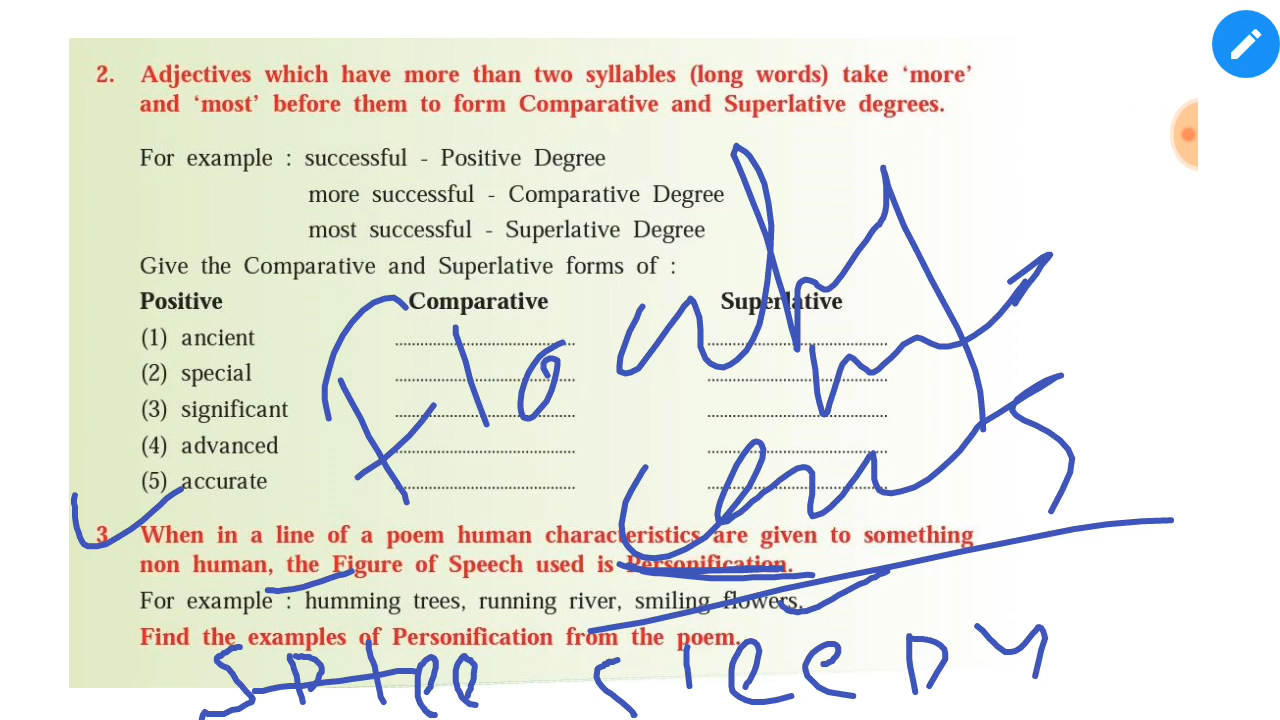 2. Adjectives which have more than two syllables (long words) take ‘more’
and ‘most’ before them to form Comparative and Superlative degrees.
For example : successful - Positive Degree
more successful - Comparative Degree
most successful - Superlative Degree
Give the Comparative and Superlative forms of :
Positive Comparative Superlative
(1) ancient ........................................ ........................................
(2) special ........................................ ........................................
(3) significant ........................................ ........................................
(4) advanced ........................................ ........................................
(5) accurate ........................................ ........................................
3. When in a line of a poem human characteristics are given to something
non human, the Figure of Speech used is Personification.
For example : humming trees, running river, smiling flowers.
Find the examples of Personification from the poem.